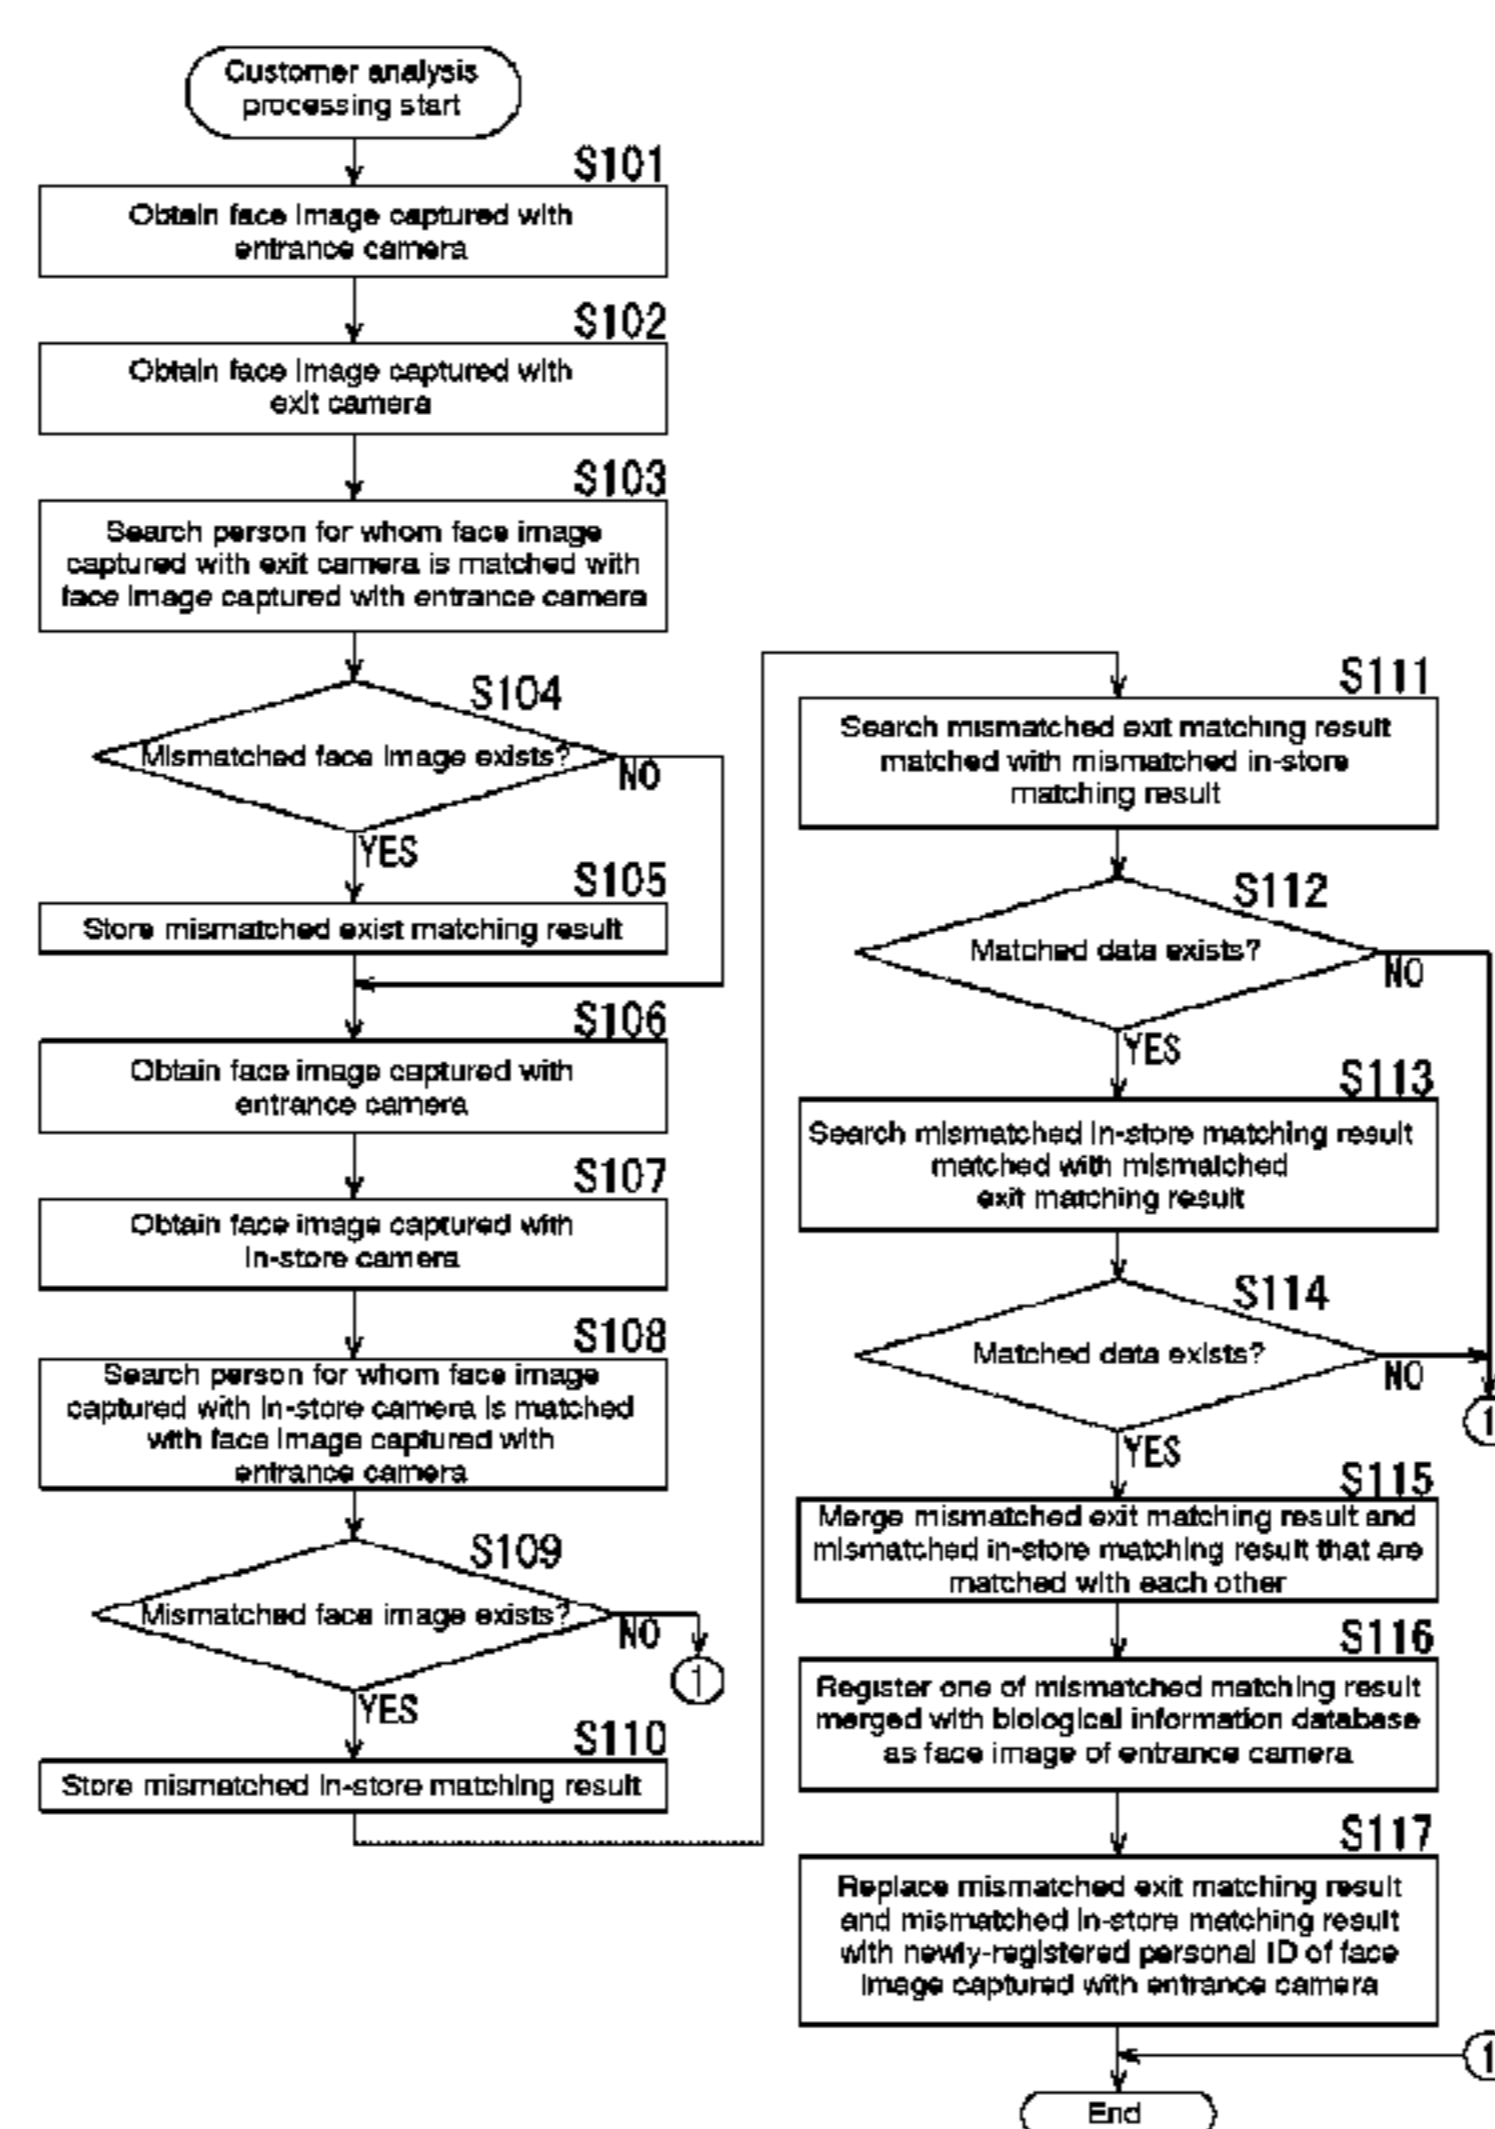 Customer analysis
processing start
S101
Obtain face image captured with
entrance camera
S102
Obtain face image captured with
exit camera
S103
Search person for whom face image
captured with exit camera is matched with
face image captured with entrance camera
S104
Mismatched face image exists?
NO
YES
S105
Store mismatched exist matching result
S106
Obtain face image captured with
entrance camera
S107
Obtain face image captured with
in-store camera
S108
Search person for whom face image
captured with in-store camera is matched
with face image captured with
entrance camera
S109
Mismatched face image exists?
NO
1
YES
S110
Store mismatched in-store matching result
S111
Search mismatched exit matching result
matched with mismatched in-store
matching result
S112
Matched data exists?
NO
YES
S113
Search mismatched in-store matching result
matched with mismatched
exit matching result
S114
Matched data exists?
NO
1
YES
S115
Merge mismatched exit matching result and
mismatched in-store matching result that are
matched with each other
S116
Register one of mismatched matching result
merged with biological information database
as face image of entrance camera
S117
Replace mismatched exit matching result
and mismatched in-store matching result
with newly-registered personal ID of face
image captured with entrance camera
1
End